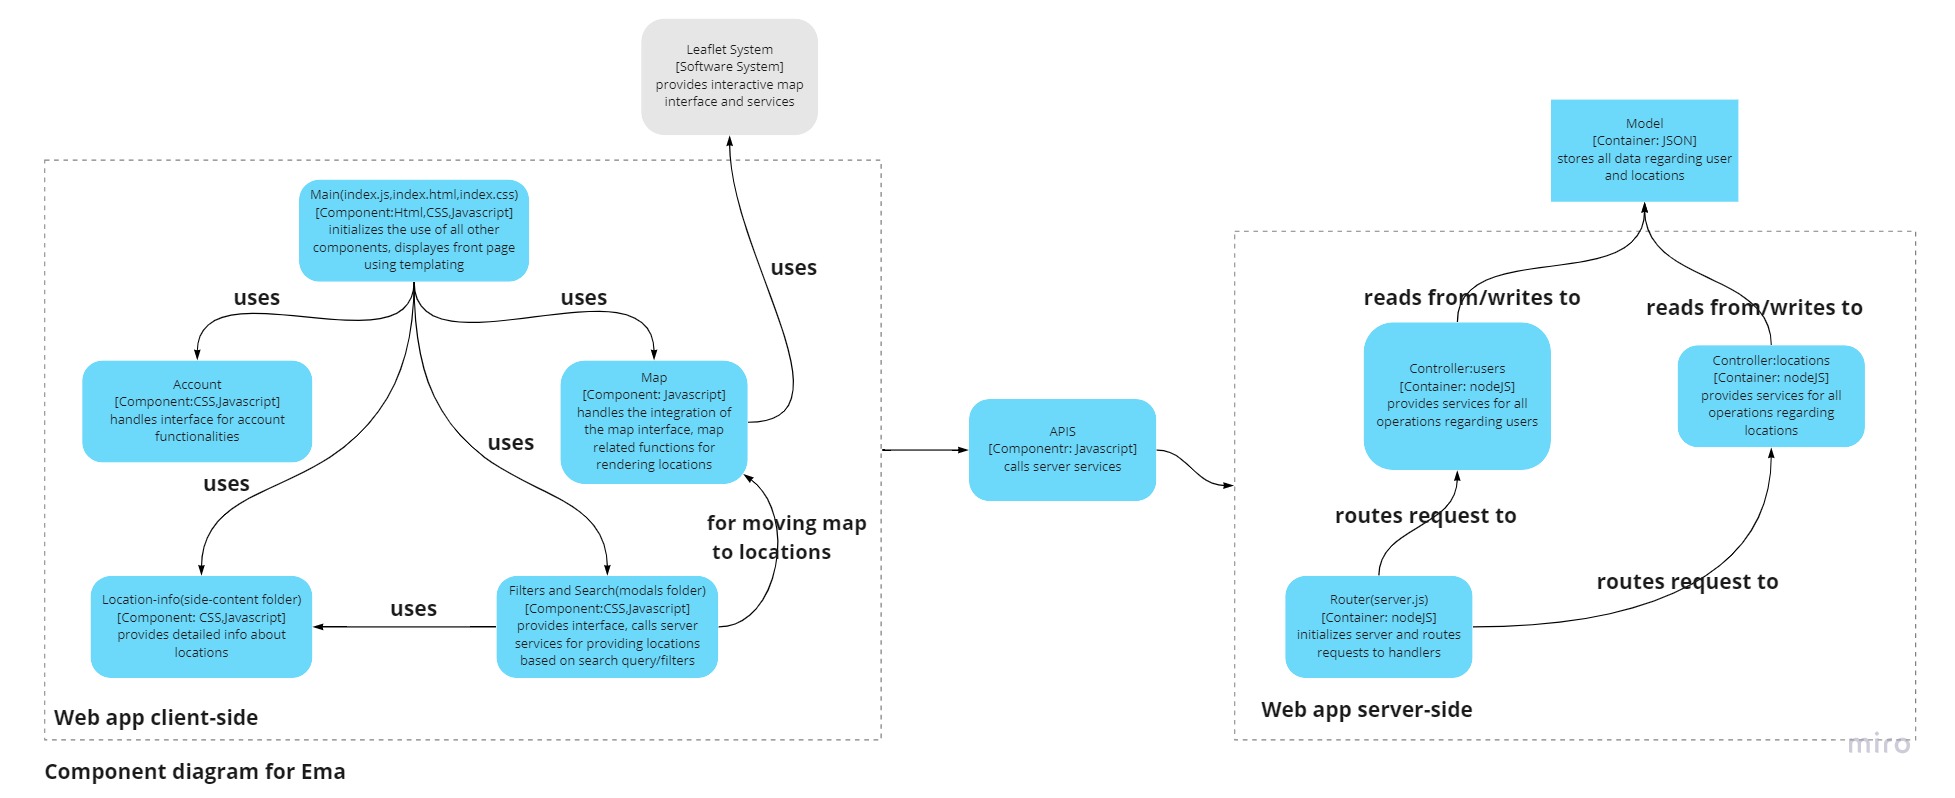 Leaflet System
[Software System]
provides interactive map
interface and services
Main(index.js,index.html,index.css)
[Component:Html,CSS,Javascript]
initializes the use of all other
components, displayes front page
using templating
uses
uses
uses
Account
[Component:CSS,Javascript]
handles interface for account
functionalities
Map
[Component: Javascript]
handles the integration of
the map interface, map
related functions for
rendering locations
uses
uses
for moving map
to locations
Location-info(side-content folder)
[Component: CSS,Javascript]
provides detailed info about
locations
uses
Filters and Search(modals folder)
[Component:CSS,Javascript]
provides interface, calls server
services for providing locations
based on search query/filters
Web app client-side
Component diagram for Ema
APIS
[Componentr: Javascript]
calls server services
Model
[Container: JSON]
stores all data regarding user
and locations
reads from/writes to
reads from/writes to
Controller:users
[Container: nodeJS]
provides services for all
operations regarding users
Controller:locations
[Container: nodeJS]
provides services for all
operations regarding
locations
routes request to
routes request to
Router(server.js)
[Container: nodeJS]
initializes server and routes
requests to handlers
Web app server-side
miro